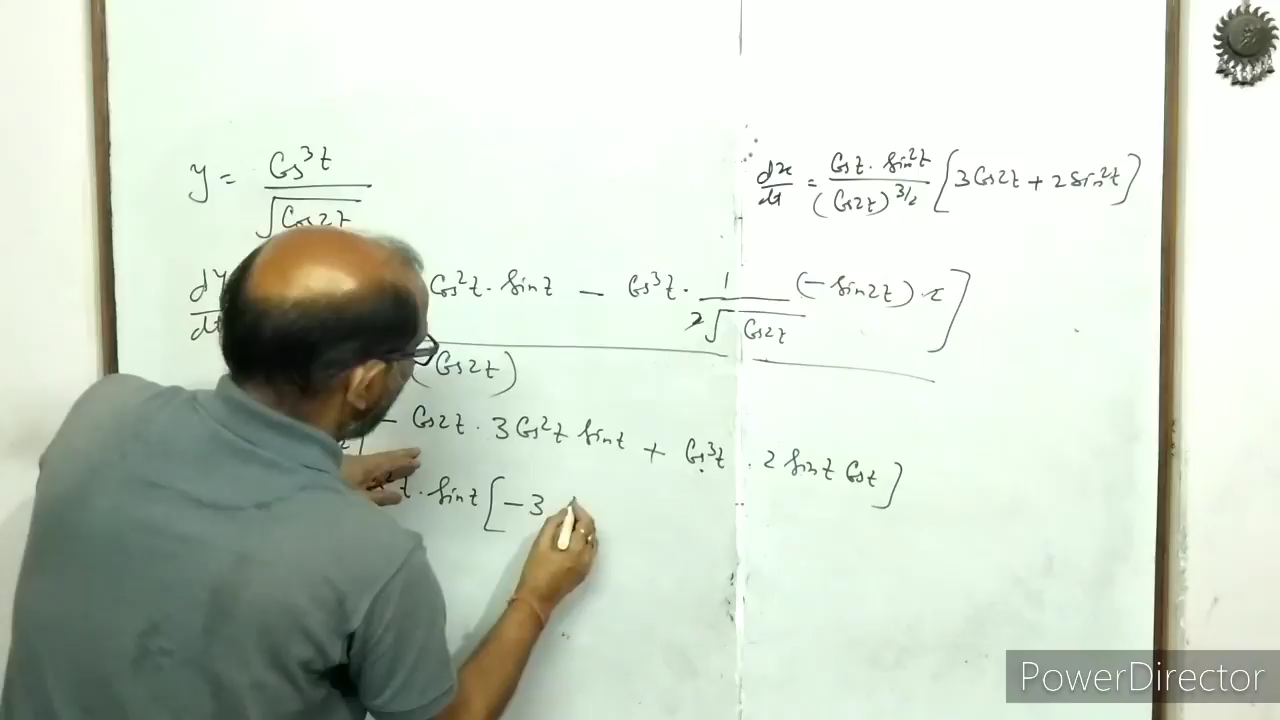 y = Cos³t / √Cos2t
dx/dt = Cost · Sin²t / (Cos2t)^3/2 [3Cos2t + 2Sin²t]
Cos²t · Sint − Cos³t · 1 / 2√Cos2t (−Sin2t) · 2]
(Cos2t)
− Cos2t · 3Cos²t Sint + Cos³t · 2 Sint Cost]
²t · Sint [−3
PowerDirector